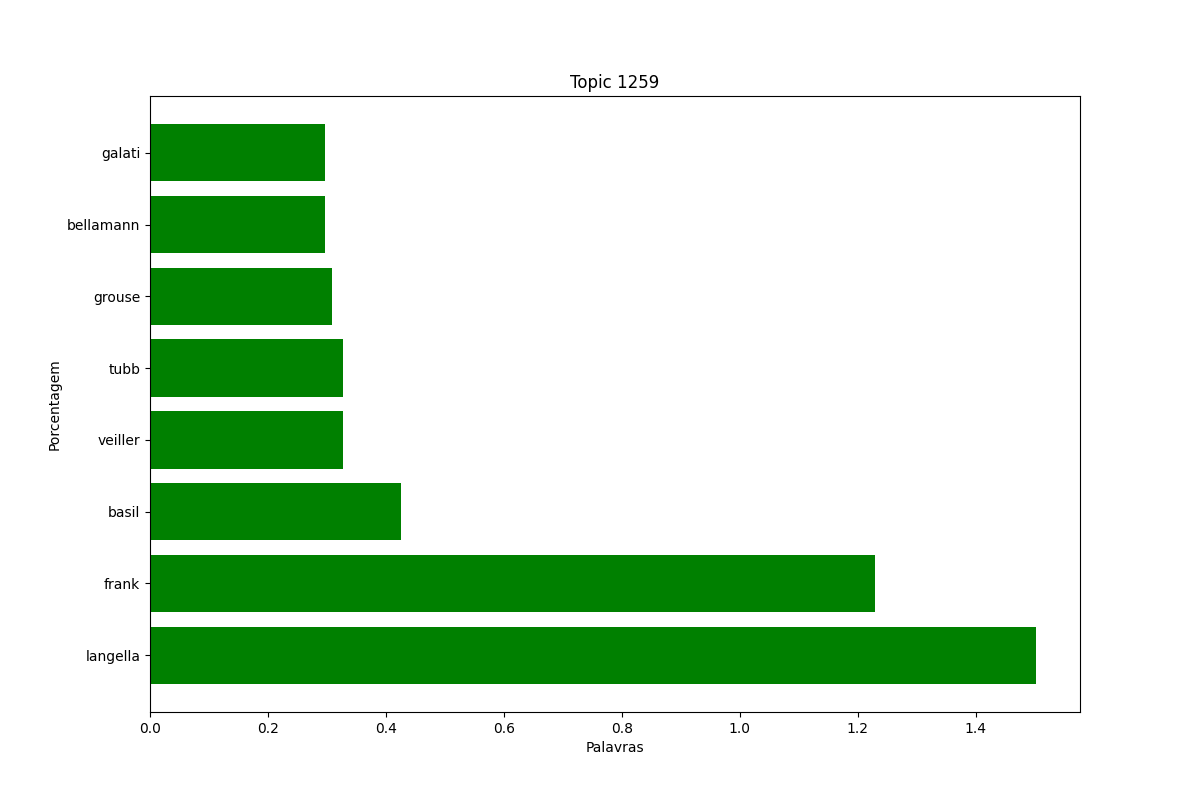 Topic 1259
galati
bellamann
grouse
tubb
veiller
basil
frank
langella
Porcentagem
0.0 0.2 0.4 0.6 0.8 1.0 1.2 1.4
Palavras